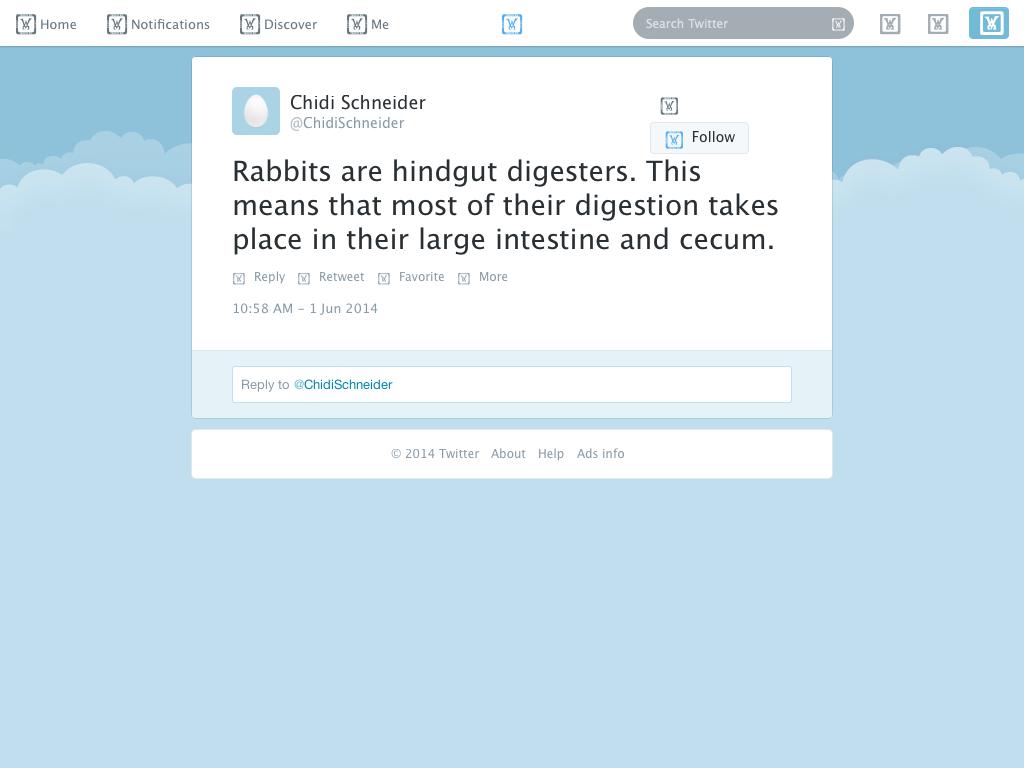 Home Notifications Discover Me Search Twitter
Chidi Schneider
@ChidiSchneider
Follow
Rabbits are hindgut digesters. This
means that most of their digestion takes
place in their large intestine and cecum.
Reply Retweet Favorite More
10:58 AM - 1 Jun 2014
Reply to @ChidiSchneider
© 2014 Twitter About Help Ads info